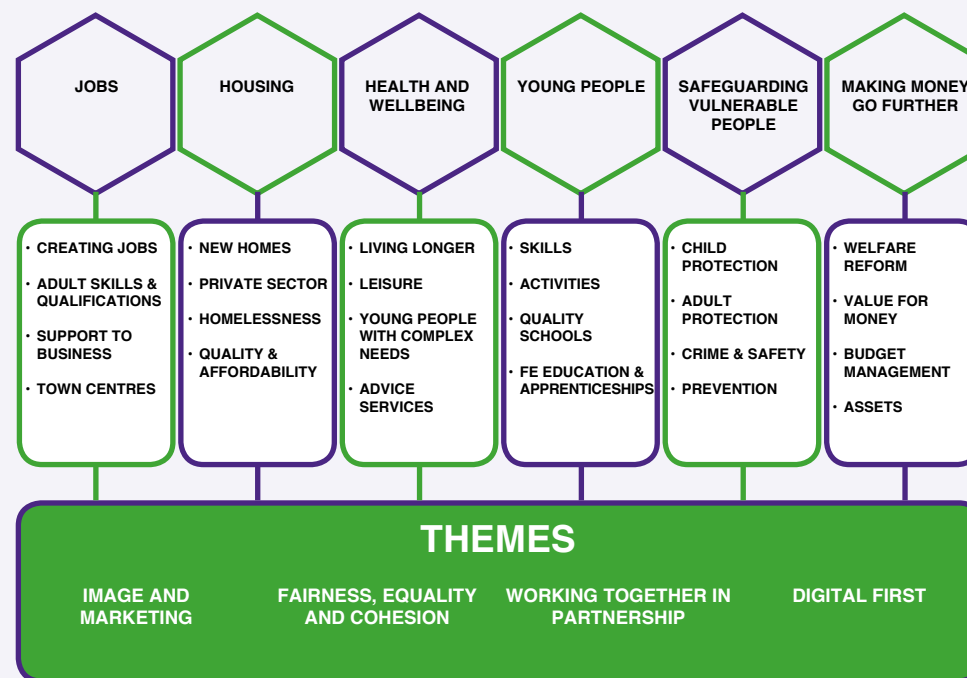 JOBS
HOUSING
HEALTH AND
WELLBEING
YOUNG PEOPLE
SAFEGUARDING
VULNERABLE
PEOPLE
MAKING MONEY
GO FURTHER
• CREATING JOBS
• ADULT SKILLS &
QUALIFICATIONS
• SUPPORT TO
BUSINESS
• TOWN CENTRES
• NEW HOMES
• PRIVATE SECTOR
• HOMELESSNESS
• QUALITY &
AFFORDABILITY
• LIVING LONGER
• LEISURE
• YOUNG PEOPLE
WITH COMPLEX
NEEDS
• ADVICE
SERVICES
• SKILLS
• ACTIVITIES
• QUALITY
SCHOOLS
• FE EDUCATION &
APPRENTICESHIPS
• CHILD
PROTECTION
• ADULT
PROTECTION
• CRIME & SAFETY
• PREVENTION
• WELFARE
REFORM
• VALUE FOR
MONEY
• BUDGET
MANAGEMENT
• ASSETS
THEMES
IMAGE AND
MARKETING
FAIRNESS, EQUALITY
AND COHESION
WORKING TOGETHER IN
PARTNERSHIP
DIGITAL FIRST